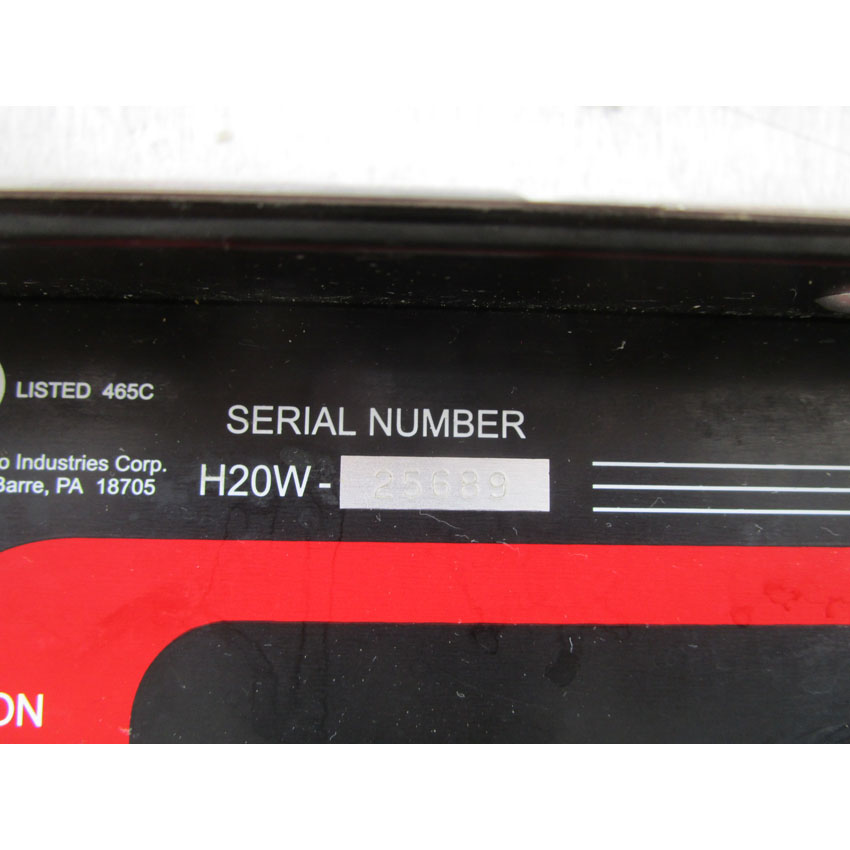 LISTED 465C
SERIAL NUMBER
o Industries Corp.
Barre, PA 18705
H20W - 25689
ON